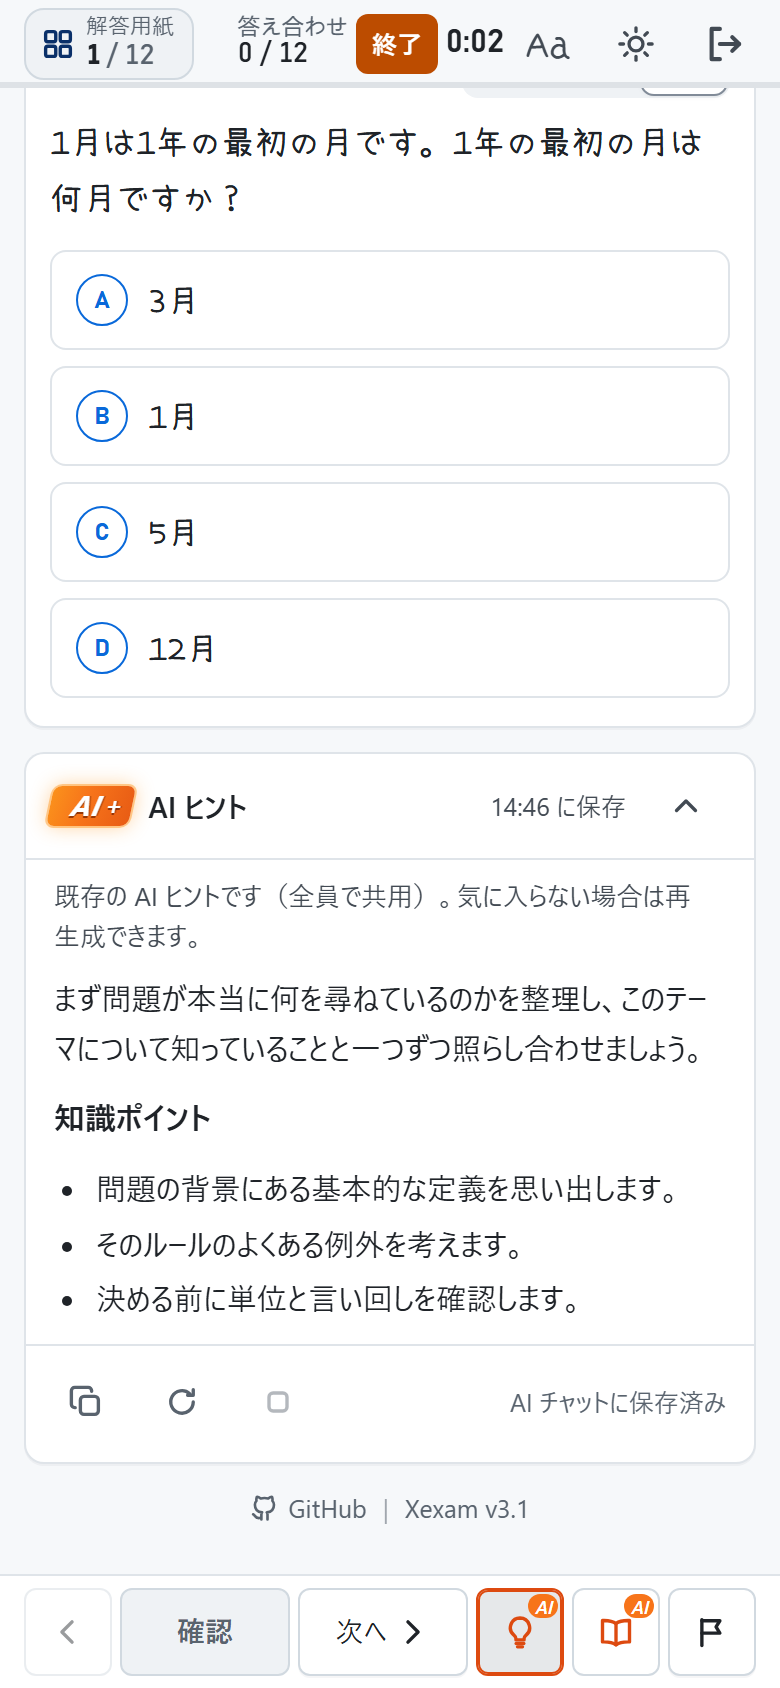 解答用紙
1 / 12
答え合わせ
0 / 12
終了
0:02
Aa
1月は1年の最初の月です。1年の最初の月は
何月ですか？
A 3月
B 1月
C 5月
D 12月
AI+ AI ヒント 14:46 に保存
既存の AI ヒントです（全員で共用）。気に入らない場合は再
生成できます。
まず問題が本当に何を尋ねているのかを整理し、このテー
マについて知っていることと一つずつ照らし合わせましょう。
知識ポイント
• 問題の背景にある基本的な定義を思い出します。
• そのルールのよくある例外を考えます。
• 決める前に単位と言い回しを確認します。
AI チャットに保存済み
GitHub | Xexam v3.1
確認
次へ
AI
AI